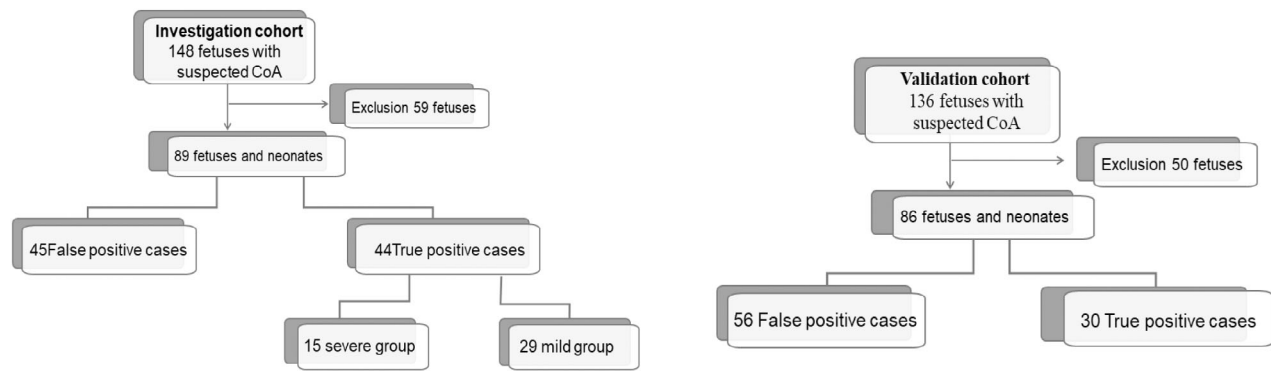 Investigation cohort
148 fetuses with
suspected CoA
Exclusion 59 fetuses
89 fetuses and neonates
45False positive cases
44True positive cases
15 severe group
29 mild group
Validation cohort
136 fetuses with
suspected CoA
Exclusion 50 fetuses
86 fetuses and neonates
56 False positive cases
30 True positive cases